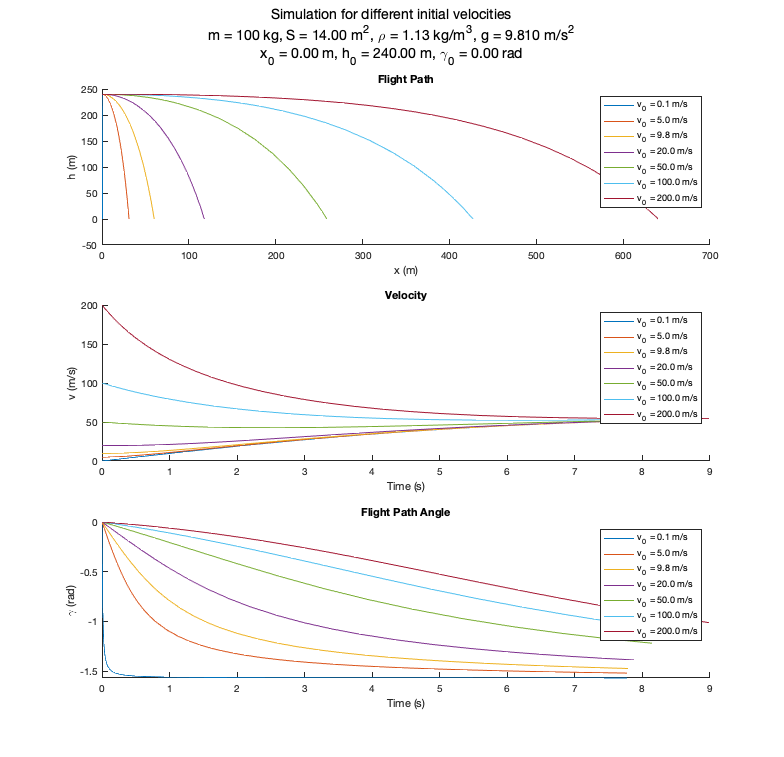 Simulation for different initial velocities
m = 100 kg, S = 14.00 m², ρ = 1.13 kg/m³, g = 9.810 m/s²
x₀ = 0.00 m, h₀ = 240.00 m, γ₀ = 0.00 rad
Flight Path
250
200
150
100
50
0
-50
h (m)
0 100 200 300 400 500 600 700
x (m)
v₀ = 0.1 m/s
v₀ = 5.0 m/s
v₀ = 9.8 m/s
v₀ = 20.0 m/s
v₀ = 50.0 m/s
v₀ = 100.0 m/s
v₀ = 200.0 m/s
Velocity
200
150
100
50
0
v (m/s)
0 1 2 3 4 5 6 7 8 9
Time (s)
v₀ = 0.1 m/s
v₀ = 5.0 m/s
v₀ = 9.8 m/s
v₀ = 20.0 m/s
v₀ = 50.0 m/s
v₀ = 100.0 m/s
v₀ = 200.0 m/s
Flight Path Angle
0
-0.5
-1
-1.5
γ (rad)
0 1 2 3 4 5 6 7 8 9
Time (s)
v₀ = 0.1 m/s
v₀ = 5.0 m/s
v₀ = 9.8 m/s
v₀ = 20.0 m/s
v₀ = 50.0 m/s
v₀ = 100.0 m/s
v₀ = 200.0 m/s